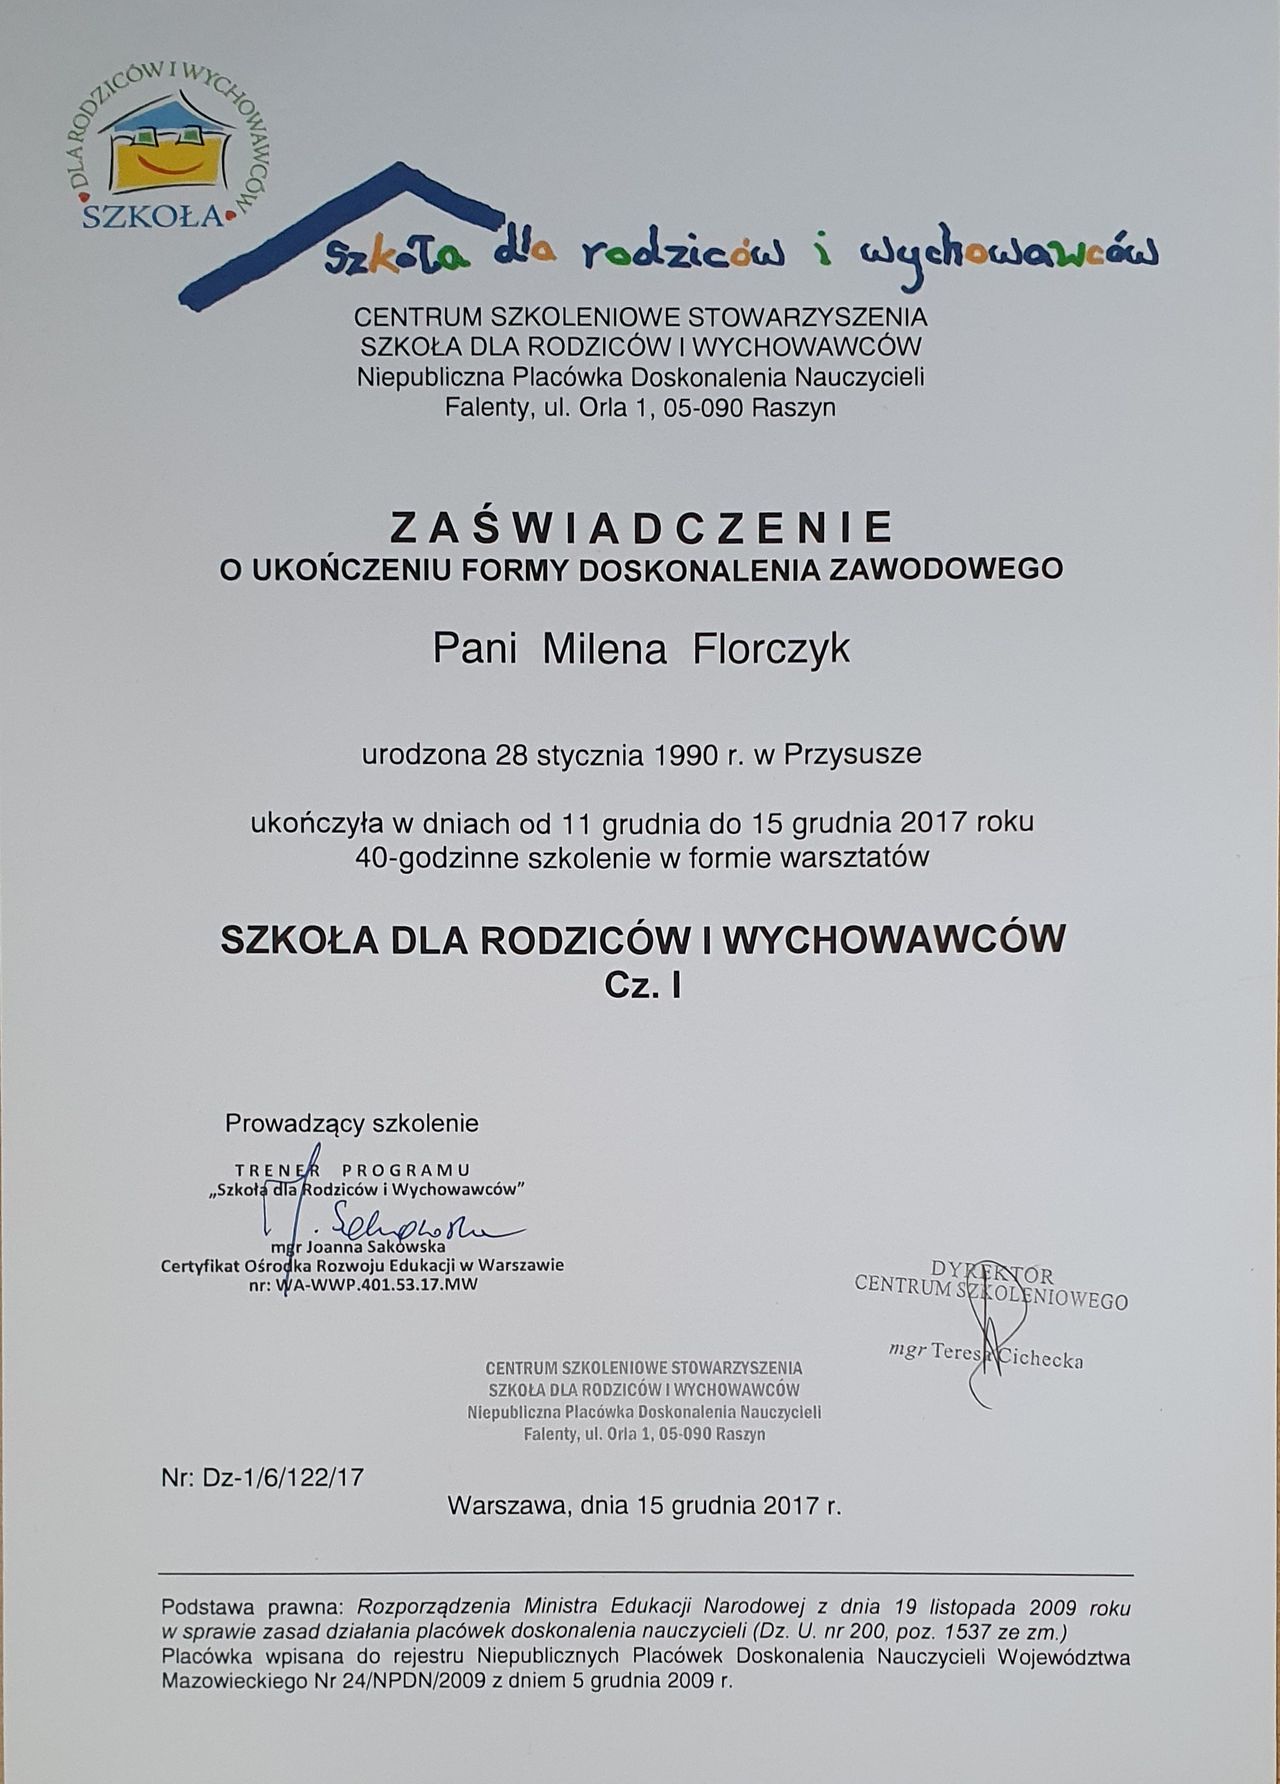 DLA RODZICÓW I WYCHOWAWCÓW
SZKOŁA
szkoła dla rodziców i wychowawców
CENTRUM SZKOLENIOWE STOWARZYSZENIA
SZKOŁA DLA RODZICÓW I WYCHOWAWCÓW
Niepubliczna Placówka Doskonalenia Nauczycieli
Falenty, ul. Orla 1, 05-090 Raszyn
ZAŚWIADCZENIE
O UKOŃCZENIU FORMY DOSKONALENIA ZAWODOWEGO
Pani Milena Florczyk
urodzona 28 stycznia 1990 r. w Przysusze
ukończyła w dniach od 11 grudnia do 15 grudnia 2017 roku
40-godzinne szkolenie w formie warsztatów
SZKOŁA DLA RODZICÓW I WYCHOWAWCÓW
Cz. I
Prowadzący szkolenie
TRENER PROGRAMU
„Szkoła dla Rodziców i Wychowawców”
mgr Joanna Sakowska
Certyfikat Ośrodka Rozwoju Edukacji w Warszawie
nr: WA-WWP.401.53.17.MW
DYREKTOR
CENTRUM SZKOLENIOWEGO
mgr Teresa Cichecka
CENTRUM SZKOLENIOWE STOWARZYSZENIA
SZKOŁA DLA RODZICÓW I WYCHOWAWCÓW
Niepubliczna Placówka Doskonalenia Nauczycieli
Falenty, ul. Orla 1, 05-090 Raszyn
Nr: Dz-1/6/122/17
Warszawa, dnia 15 grudnia 2017 r.
Podstawa prawna: Rozporządzenia Ministra Edukacji Narodowej z dnia 19 listopada 2009 roku
w sprawie zasad działania placówek doskonalenia nauczycieli (Dz. U. nr 200, poz. 1537 ze zm.)
Placówka wpisana do rejestru Niepublicznych Placówek Doskonalenia Nauczycieli Województwa
Mazowieckiego Nr 24/NPDN/2009 z dniem 5 grudnia 2009 r.